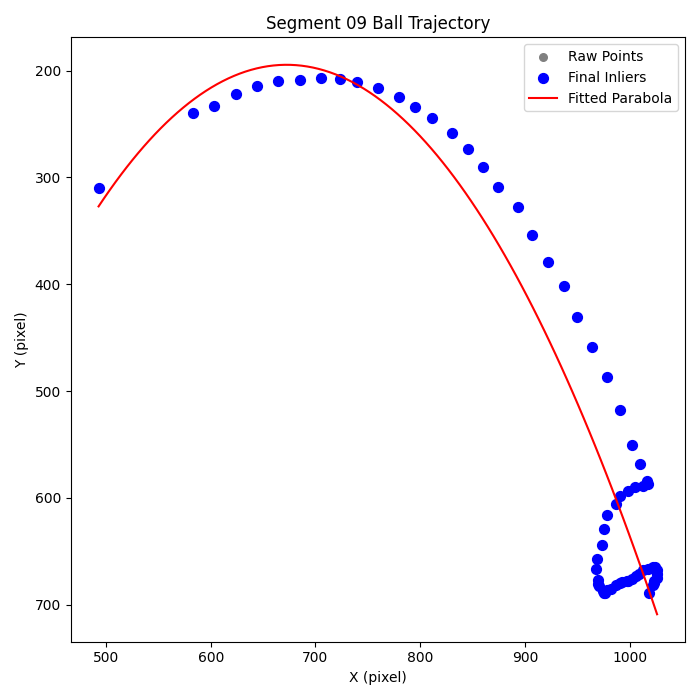 Segment 09 Ball Trajectory
Raw Points
Final Inliers
Fitted Parabola
Y (pixel)
200
300
400
500
600
700
500
600
700
800
900
1000
X (pixel)